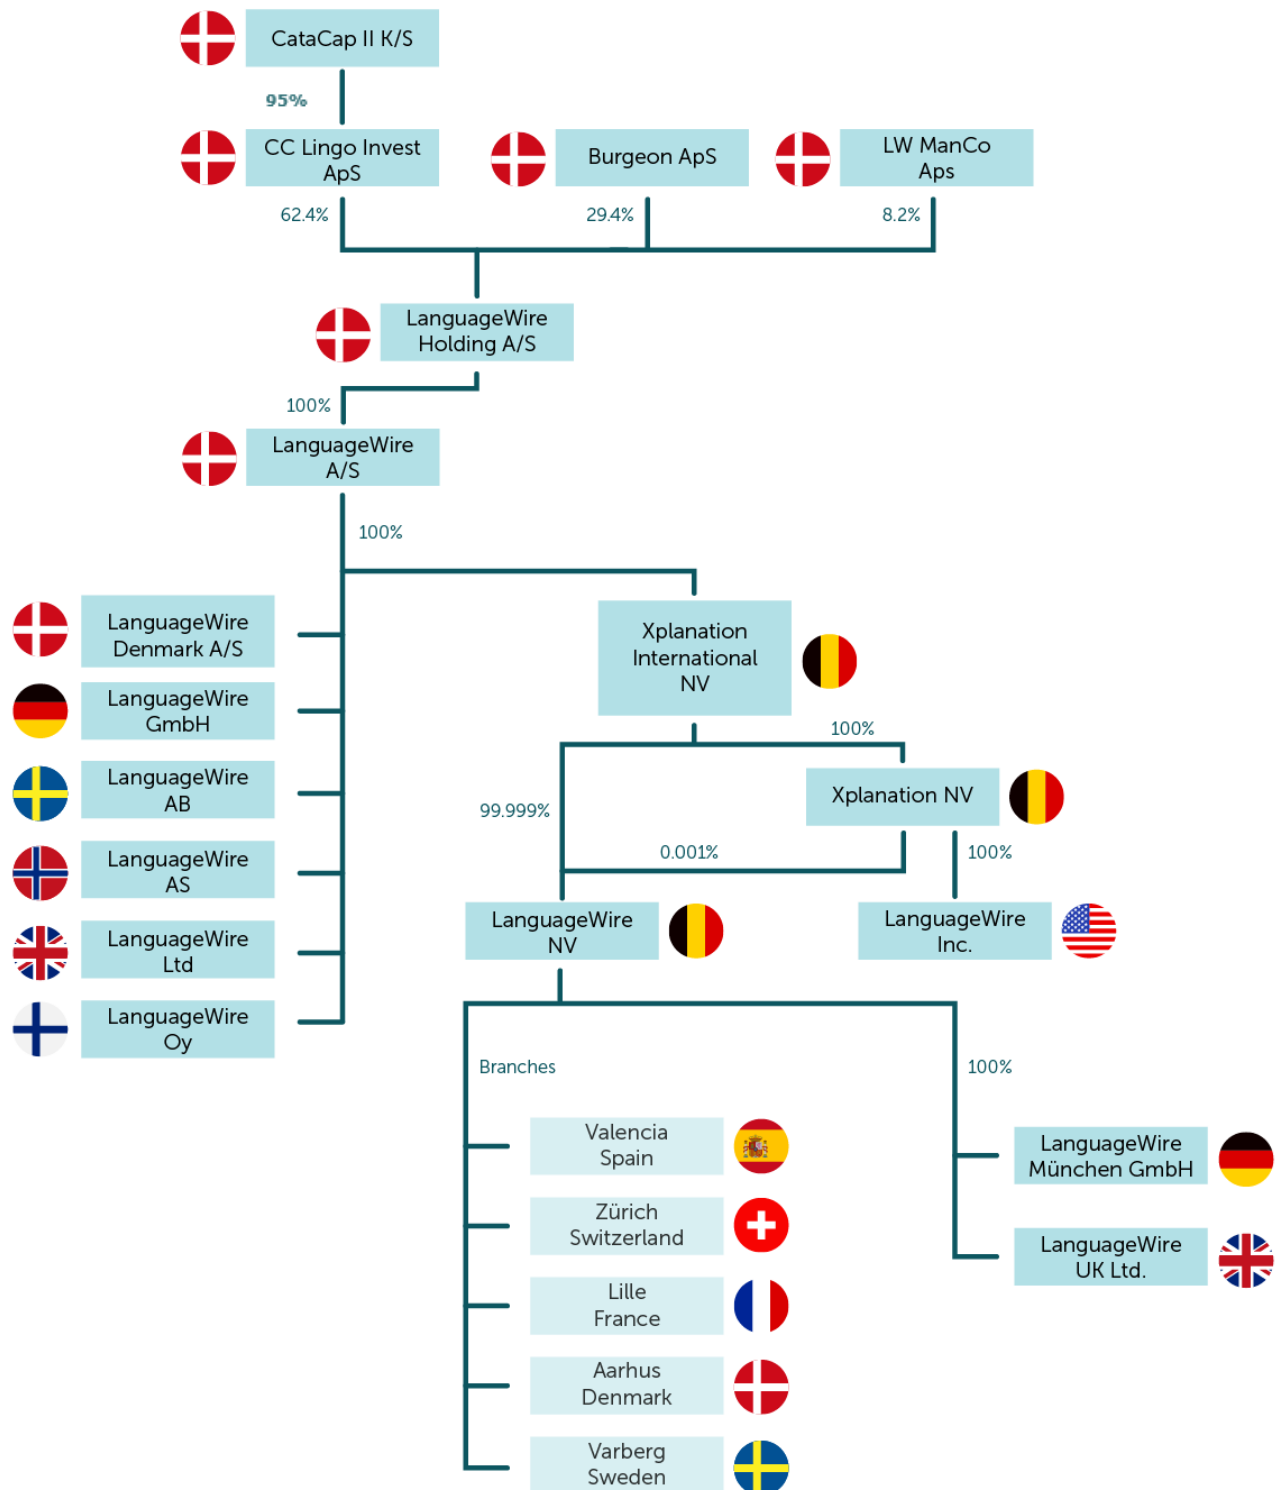 CataCap II K/S
95%
CC Lingo Invest
ApS
Burgeon ApS
LW ManCo
Aps
62.4%
29.4%
8.2%
LanguageWire
Holding A/S
100%
LanguageWire
A/S
100%
LanguageWire
Denmark A/S
LanguageWire
GmbH
LanguageWire
AB
LanguageWire
AS
LanguageWire
Ltd
LanguageWire
Oy
Xplanation
International
NV
100%
Xplanation NV
99.999%
0.001%
100%
LanguageWire
NV
LanguageWire
Inc.
Branches
100%
Valencia
Spain
Zürich
Switzerland
Lille
France
Aarhus
Denmark
Varberg
Sweden
LanguageWire
München GmbH
LanguageWire
UK Ltd.